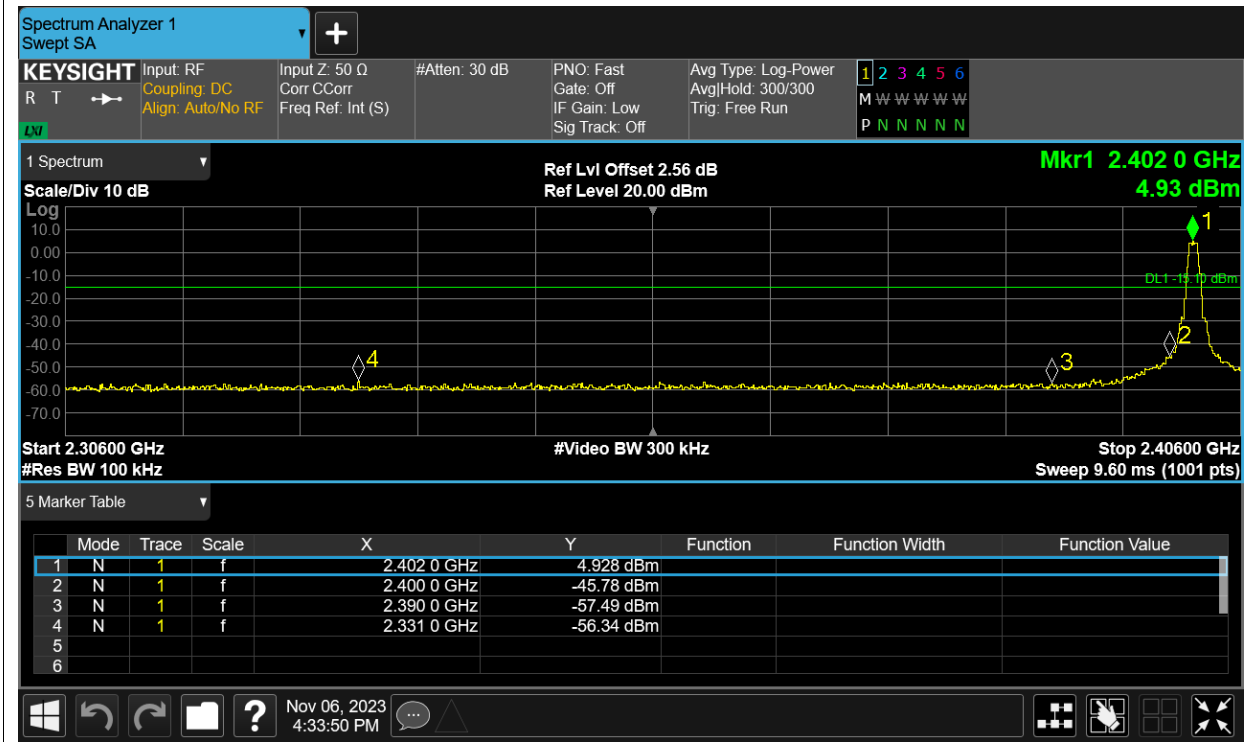 Spectrum Analyzer 1
Swept SA
KEYSIGHT
R T
LXI
Input: RF
Coupling: DC
Align: Auto/No RF
Input Z: 50 Ω
Corr CCorr
Freq Ref: Int (S)
#Atten: 30 dB
PNO: Fast
Gate: Off
IF Gain: Low
Sig Track: Off
Avg Type: Log-Power
Avg|Hold: 300/300
Trig: Free Run
1 2 3 4 5 6
M W W W W W
P N N N N N
1 Spectrum
Scale/Div 10 dB
Ref Lvl Offset 2.56 dB
Ref Level 20.00 dBm
Mkr1 2.402 0 GHz
4.93 dBm
Log
10.0
0.00
-10.0
-20.0
-30.0
-40.0
-50.0
-60.0
-70.0
1
DL1 -15.10 dBm
2
3
4
Start 2.30600 GHz
#Res BW 100 kHz
#Video BW 300 kHz
Stop 2.40600 GHz
Sweep 9.60 ms (1001 pts)
5 Marker Table
Mode Trace Scale X Y Function Function Width Function Value
1 N 1 f 2.402 0 GHz 4.928 dBm
2 N 1 f 2.400 0 GHz -45.78 dBm
3 N 1 f 2.390 0 GHz -57.49 dBm
4 N 1 f 2.331 0 GHz -56.34 dBm
5
6
?
Nov 06, 2023
4:33:50 PM